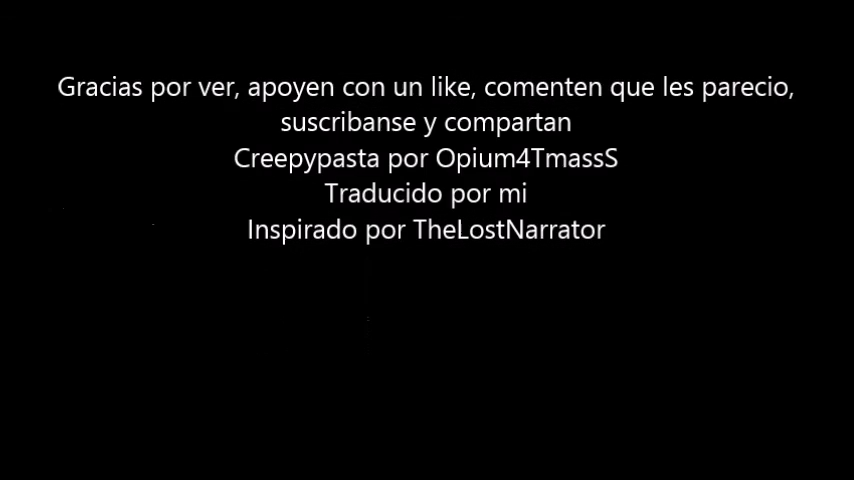 Gracias por ver, apoyen con un like, comenten que les parecio,
suscribanse y compartan
Creepypasta por Opium4TmassS
Traducido por mi
Inspirado por TheLostNarrator